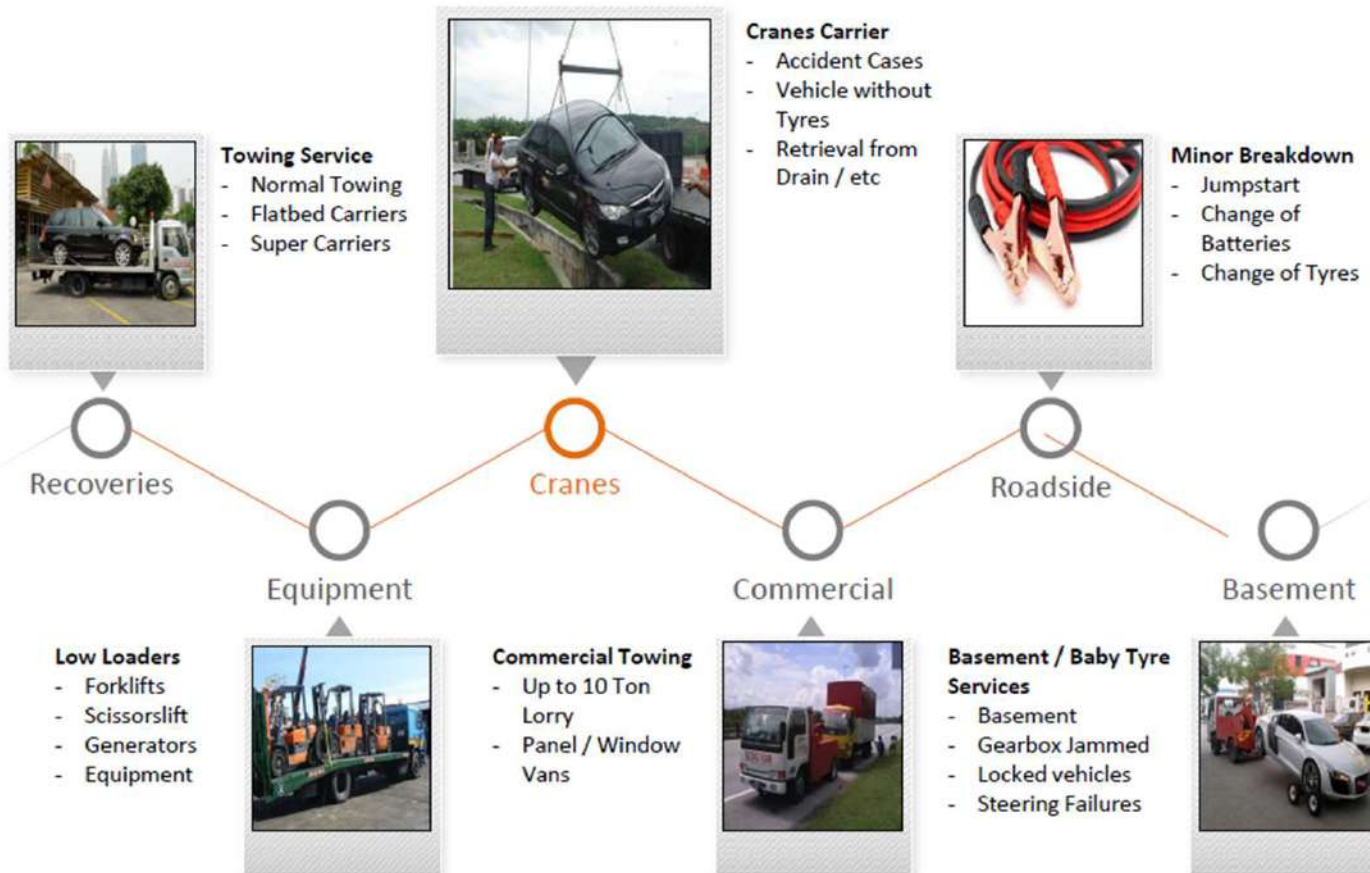 Cranes Carrier
- Accident Cases
- Vehicle without
Tyres
- Retrieval from
Drain / etc
Towing Service
- Normal Towing
- Flatbed Carriers
- Super Carriers
Minor Breakdown
- Jumpstart
- Change of
Batteries
- Change of Tyres
Recoveries
Cranes
Roadside
Equipment
Commercial
Basement
Low Loaders
- Forklifts
- Scissorslift
- Generators
- Equipment
Commercial Towing
- Up to 10 Ton
Lorry
- Panel / Window
Vans
Basement / Baby Tyre
Services
- Basement
- Gearbox Jammed
- Locked vehicles
- Steering Failures